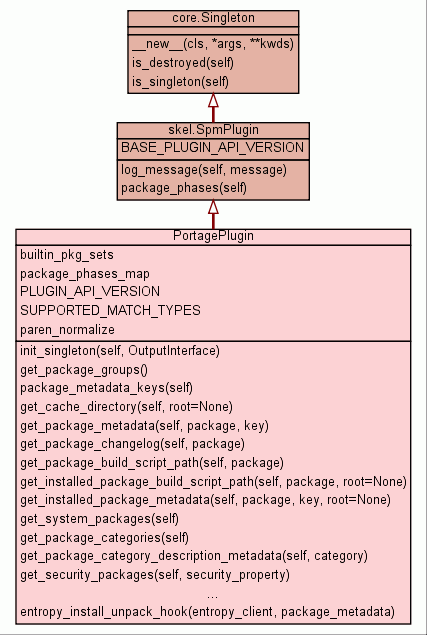 core.Singleton
__new__(cls, *args, **kwds)
is_destroyed(self)
is_singleton(self)
skel.SpmPlugin
BASE_PLUGIN_API_VERSION
log_message(self, message)
package_phases(self)
PortagePlugin
builtin_pkg_sets
package_phases_map
PLUGIN_API_VERSION
SUPPORTED_MATCH_TYPES
paren_normalize
init_singleton(self, OutputInterface)
get_package_groups()
package_metadata_keys(self)
get_cache_directory(self, root=None)
get_package_metadata(self, package, key)
get_package_changelog(self, package)
get_package_build_script_path(self, package)
get_installed_package_build_script_path(self, package, root=None)
get_installed_package_metadata(self, package, key, root=None)
get_system_packages(self)
get_package_categories(self)
get_package_category_description_metadata(self, category)
get_security_packages(self, security_property)
...
entropy_install_unpack_hook(entropy_client, package_metadata)